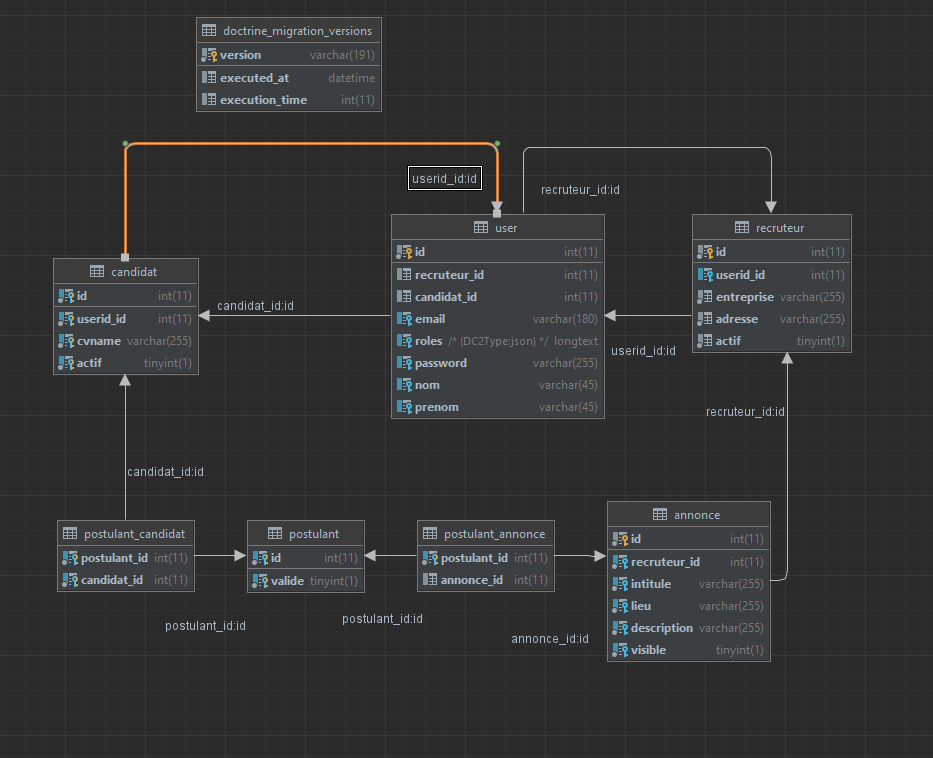 doctrine_migration_versions
version varchar(191)
executed_at datetime
execution_time int(11)
userid_id:id
recruteur_id:id
user
id int(11)
recruteur_id int(11)
candidat_id int(11)
email varchar(180)
roles /* (DC2Type:json) */ longtext
password varchar(255)
nom varchar(45)
prenom varchar(45)
recruteur
id int(11)
userid_id int(11)
entreprise varchar(255)
adresse varchar(255)
actif tinyint(1)
candidat
id int(11)
userid_id int(11)
cvname varchar(255)
actif tinyint(1)
candidat_id:id
userid_id:id
recruteur_id:id
candidat_id:id
postulant_candidat
postulant_id int(11)
candidat_id int(11)
postulant
id int(11)
valide tinyint(1)
postulant_annonce
postulant_id int(11)
annonce_id int(11)
annonce
id int(11)
recruteur_id int(11)
intitule varchar(255)
lieu varchar(255)
description varchar(255)
visible tinyint(1)
postulant_id:id
postulant_id:id
annonce_id:id